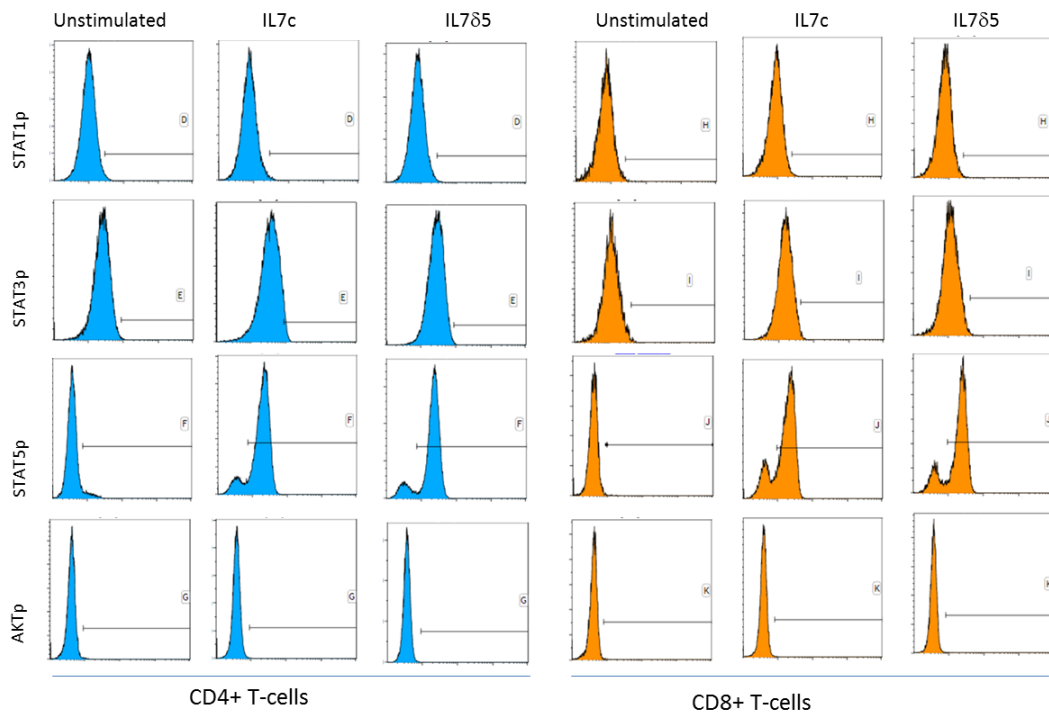 Unstimulated IL7c IL7δ5 Unstimulated IL7c IL7δ5
STAT1p D D D H H H
STAT3p E E E I I I
STAT5p F F F J J J
AKTp G G G K K K
CD4+ T-cells CD8+ T-cells